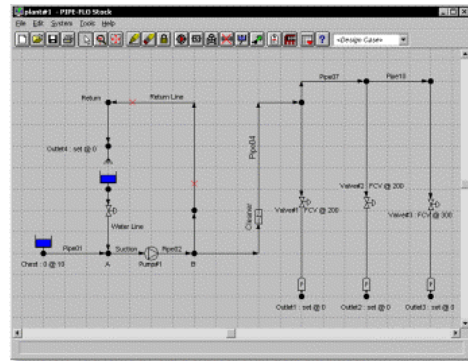 plant#1 - PIPE-FLO Stock
File Edit System Tools Help
<Design Case>
Pipe07
Pipe10
Return
Return Line
Outlet4 : set @ 0
Pipe04
Cleaner
Valve#2 : FCV @ 200
Valve#1 : FCV @ 200
Valve#3 : FCV @ 300
Water Line
Pipe01
Suction
Pipe02
Chest : 0 @ 10
A
Pump#1
B
Outlet1 : set @ 0
Outlet2 : set @ 0
Outlet3 : set @ 0